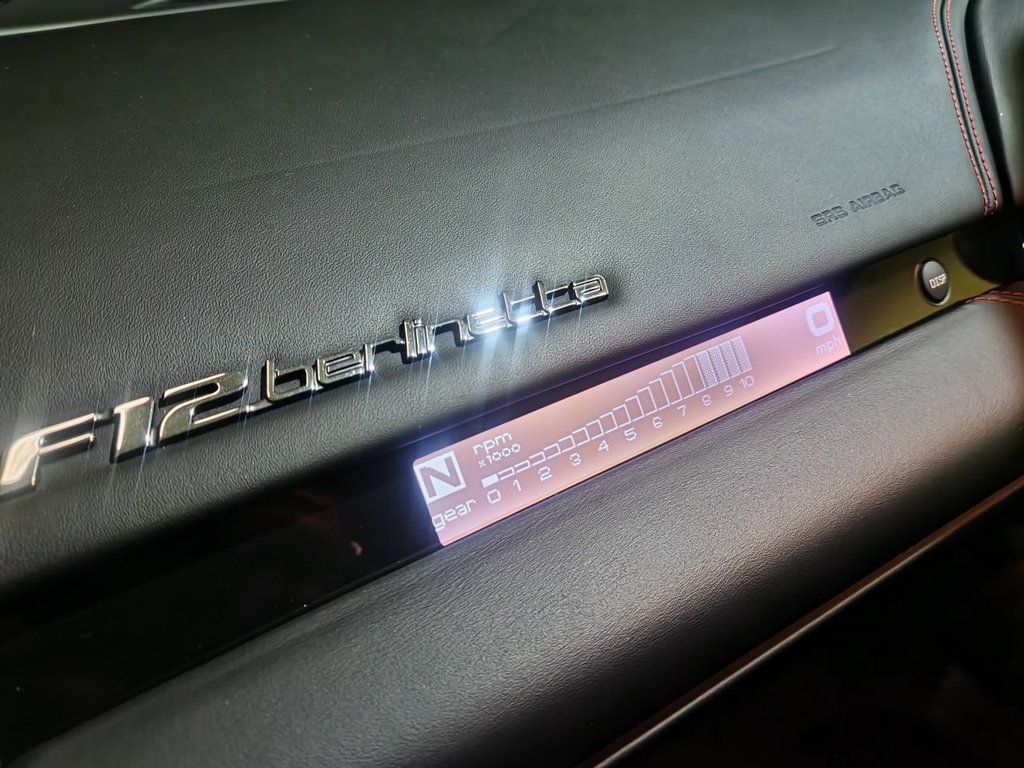 SRS AIRBAG
F12berlinetta
DISP
N
gear
rpm
x1000
0 1 2 3 4 5 6 7 8 9 10
0
mph